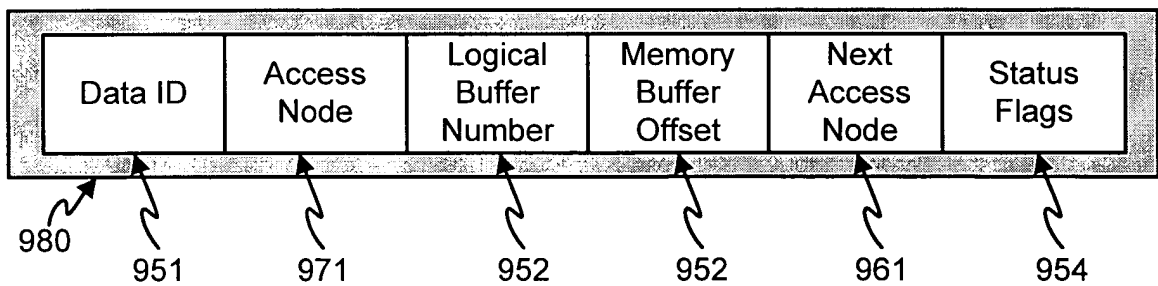 Data ID
Access
Node
Logical
Buffer
Number
Memory
Buffer
Offset
Next
Access
Node
Status
Flags
980
951
971
952
952
961
954